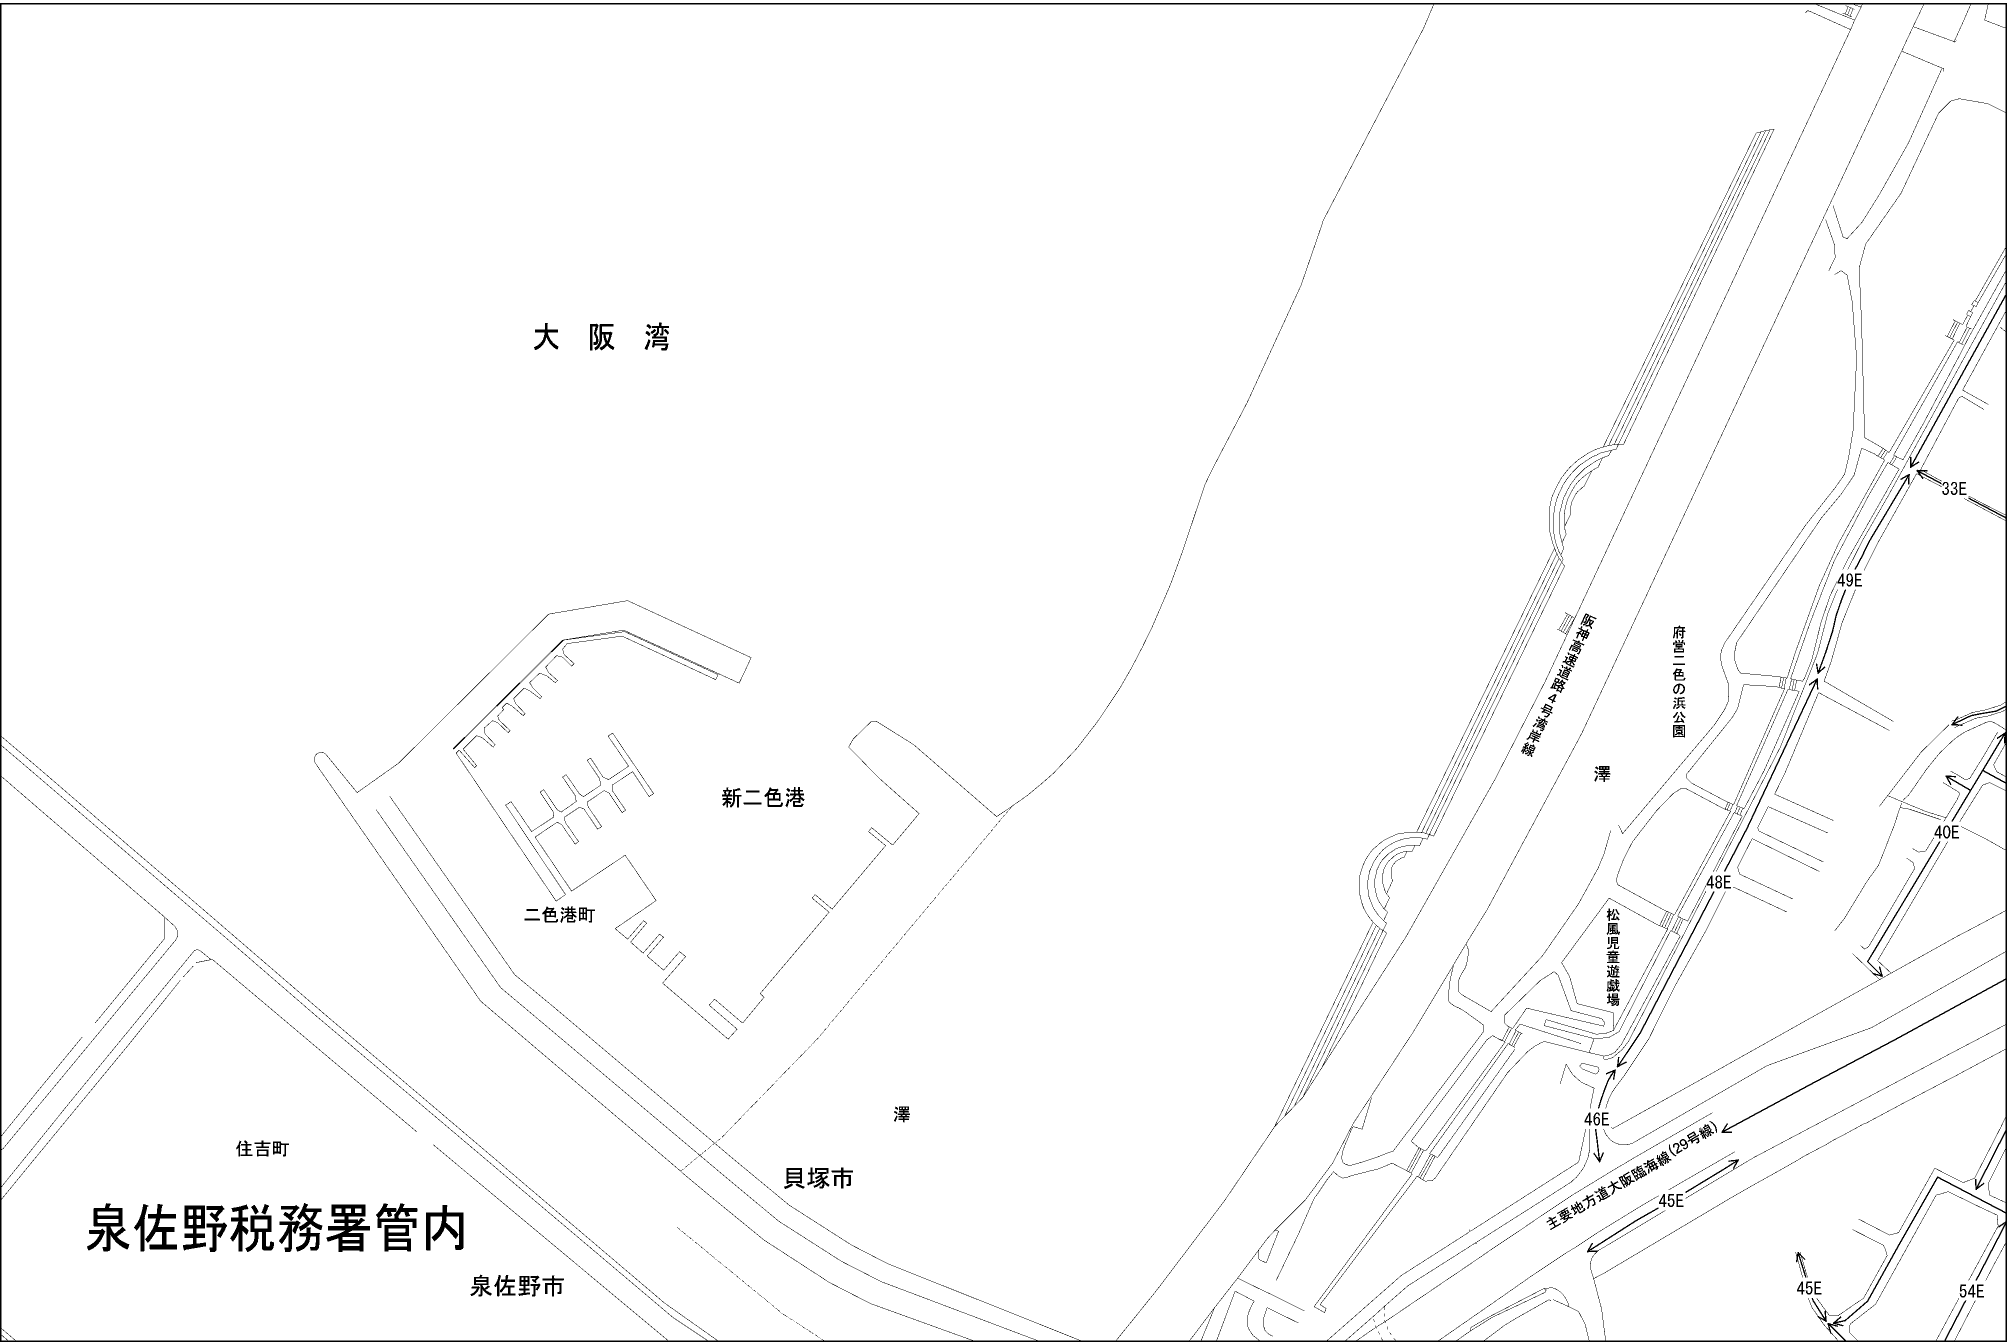 大阪湾
33E
49E
阪神高速道路4号湾岸線
府営二色の浜公園
澤
新二色港
40E
48E
二色港町
松風児童遊戯場
澤
46E
住吉町
主要地方道大阪臨海線(29号線)
貝塚市
45E
泉佐野税務署管内
泉佐野市
45E
54E